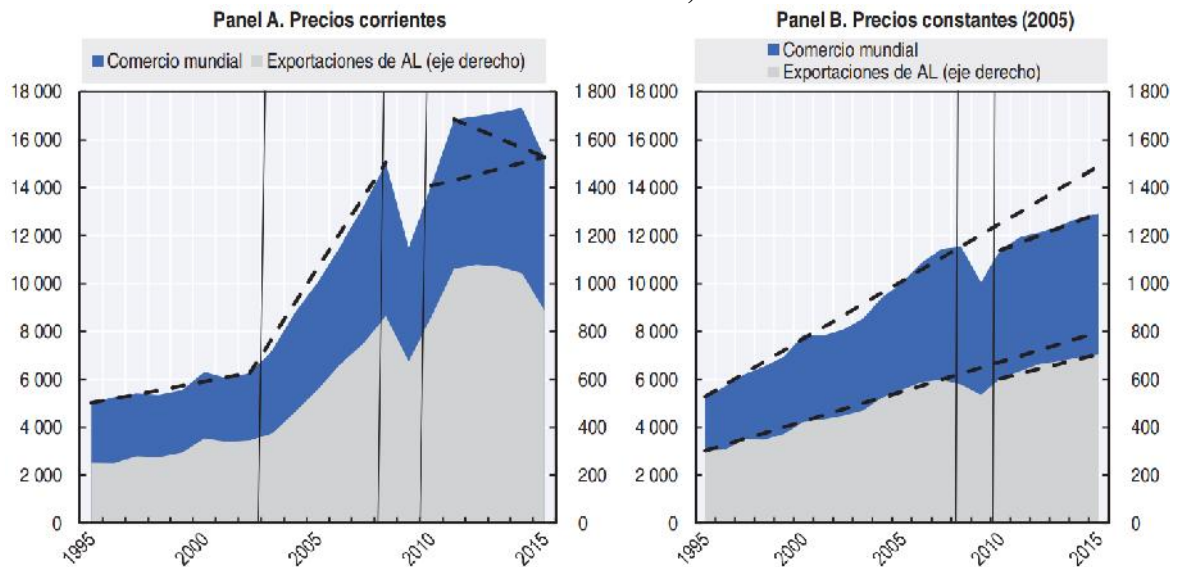 Panel A. Precios corrientes
Comercio mundial Exportaciones de AL (eje derecho)
18 000 1 800
16 000 1 600
14 000 1 400
12 000 1 200
10 000 1 000
8 000 800
6 000 600
4 000 400
2 000 200
0 0
1995 2000 2005 2010 2015
Panel B. Precios constantes (2005)
Comercio mundial
Exportaciones de AL (eje derecho)
18 000 1 800
16 000 1 600
14 000 1 400
12 000 1 200
10 000 1 000
8 000 800
6 000 600
4 000 400
2 000 200
0 0
1995 2000 2005 2010 2015